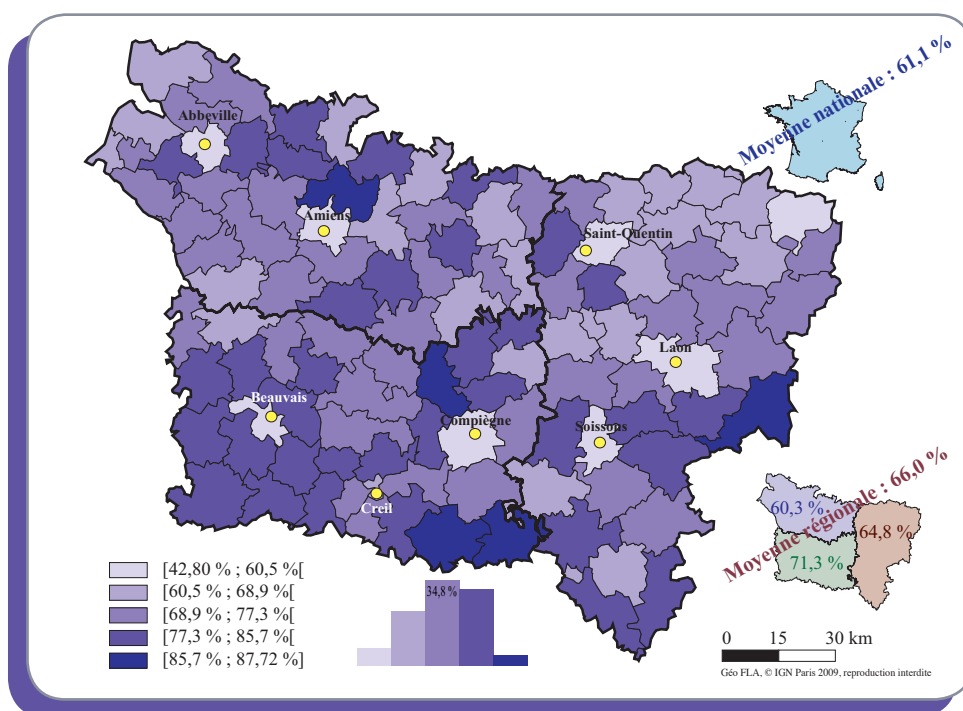 Moyenne nationale : 61,1 %
Abbeville
Amiens
Saint-Quentin
Laon
Beauvais
Compiègne
Soissons
Creil
Moyenne régionale : 66,0 %
60,3 %
64,8 %
71,3 %
[42,80 % ; 60,5 %[
[60,5 % ; 68,9 %[
[68,9 % ; 77,3 %[
[77,3 % ; 85,7 %[
[85,7 % ; 87,72 %]
34,8 %
0 15 30 km
Géo FLA, © IGN Paris 2009, reproduction interdite